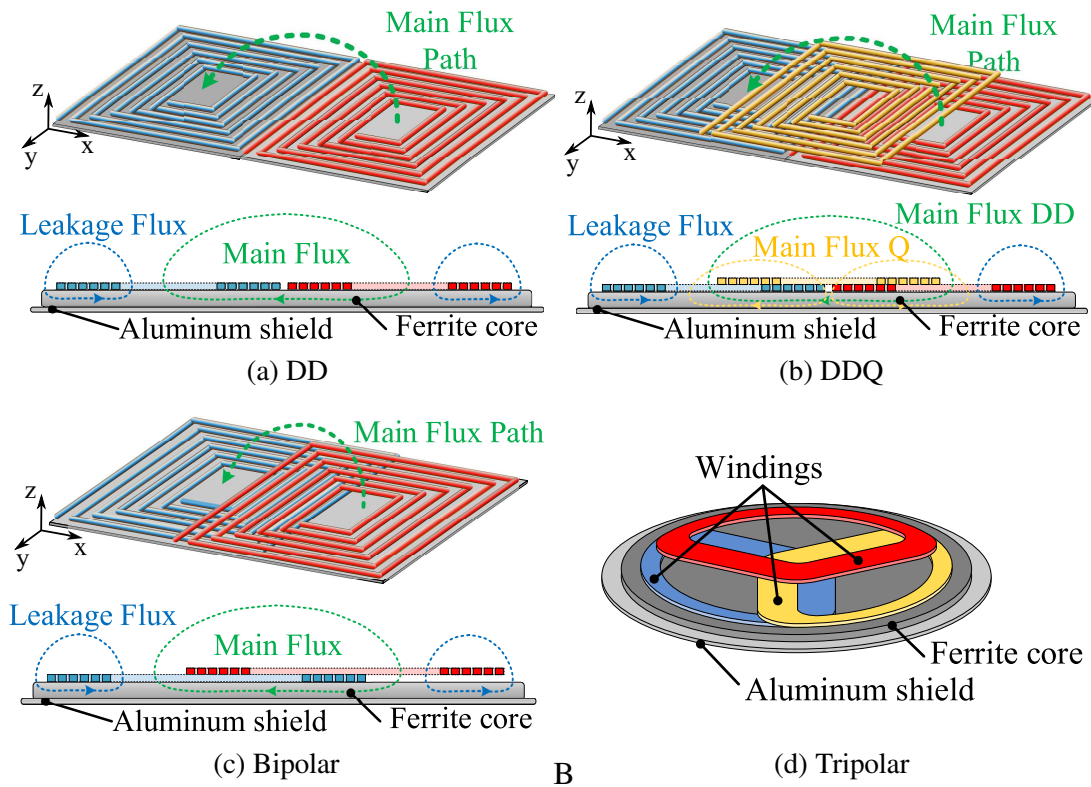 Main Flux
Path
z
y
x
Leakage Flux
Main Flux
Aluminum shield
Ferrite core
(a) DD
Main Flux
Path
z
y
x
Leakage Flux
Main Flux DD
Main Flux Q
Aluminum shield
Ferrite core
(b) DDQ
Main Flux Path
z
y
x
Leakage Flux
Main Flux
Aluminum shield
Ferrite core
(c) Bipolar
B
Windings
Ferrite core
Aluminum shield
(d) Tripolar